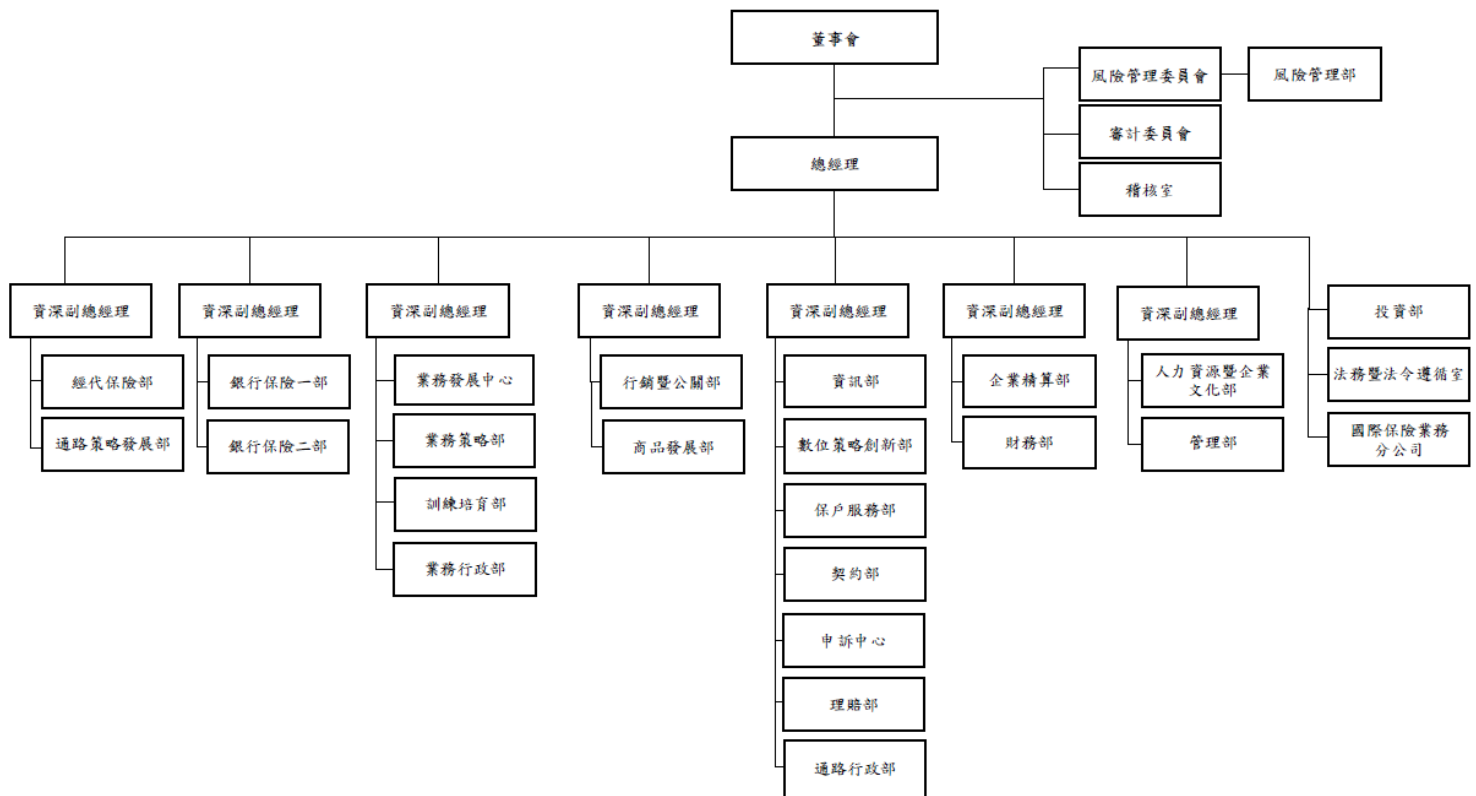 董事會
風險管理委員會
風險管理部
審計委員會
總經理
稽核室
資深副總經理
資深副總經理
資深副總經理
資深副總經理
資深副總經理
資深副總經理
資深副總經理
投資部
經代保險部
銀行保險一部
業務發展中心
行銷暨公關部
資訊部
企業精算部
人力資源暨企業
文化部
法務暨法令遵循室
通路策略發展部
銀行保險二部
業務策略部
商品發展部
數位策略創新部
財務部
管理部
國際保險業務
分公司
訓練培育部
保戶服務部
業務行政部
契約部
申訴中心
理賠部
通路行政部